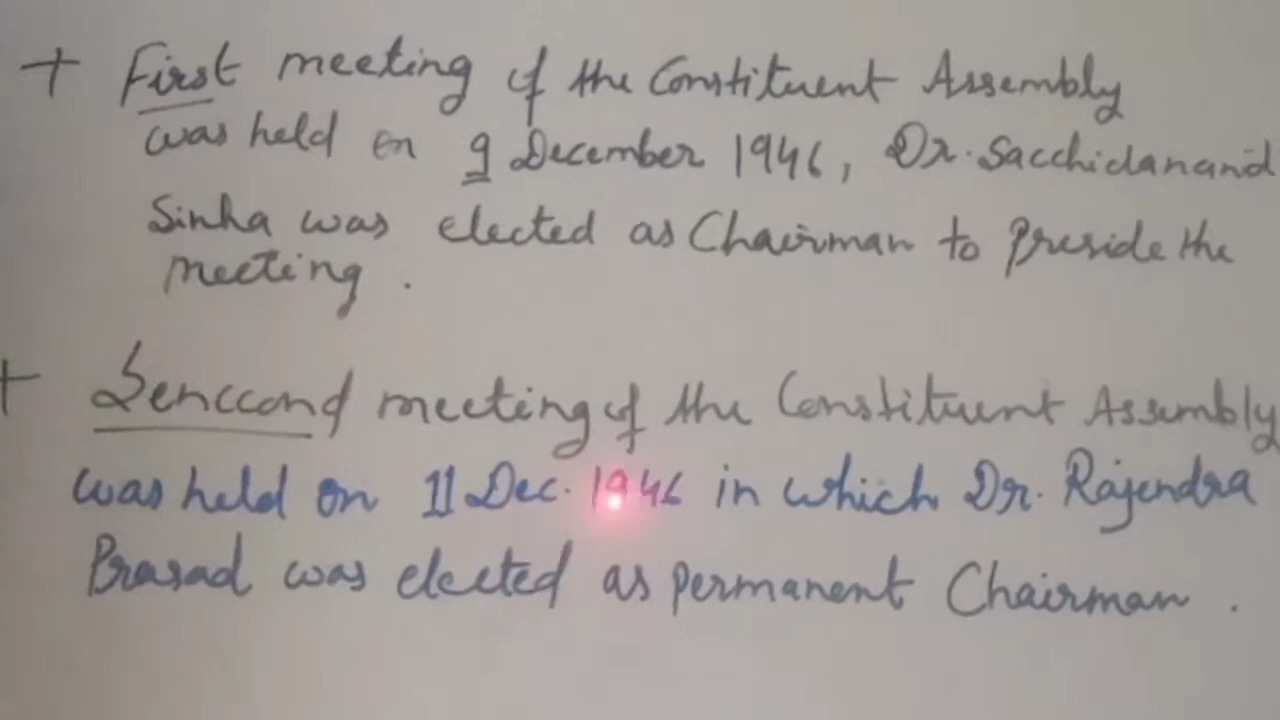 + First meeting of the Constituent Assembly
was held on 9 December 1946, Dr. Sacchidanand
Sinha was elected as Chairman to preside the
meeting.
+ Senccond meeting of the Constituent Assembly
was held on 11 Dec. 1946 in which Dr. Rajendra
Prasad was elected as permanent Chairman.